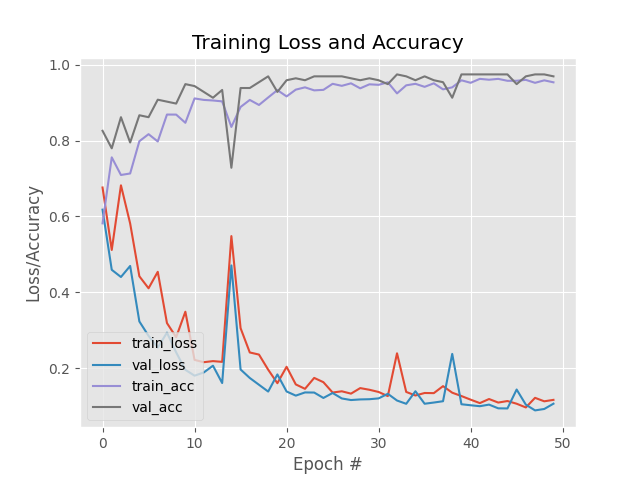 Training Loss and Accuracy
Loss/Accuracy
1.0
0.8
0.6
0.4
0.2
train_loss
val_loss
train_acc
val_acc
0 10 20 30 40 50
Epoch #